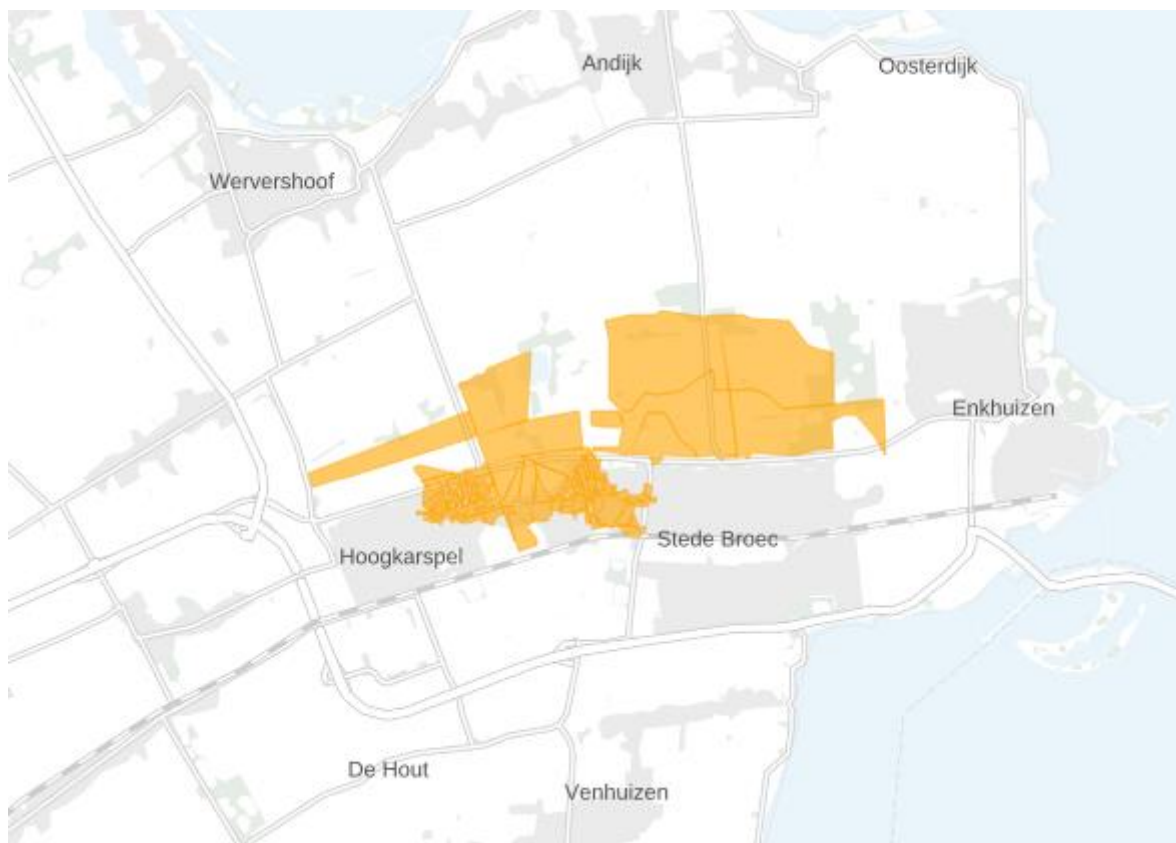 Andijk
Oosterdijk
Wervershoof
Enkhuizen
Stede Broec
Hoogkarspel
De Hout
Venhuizen